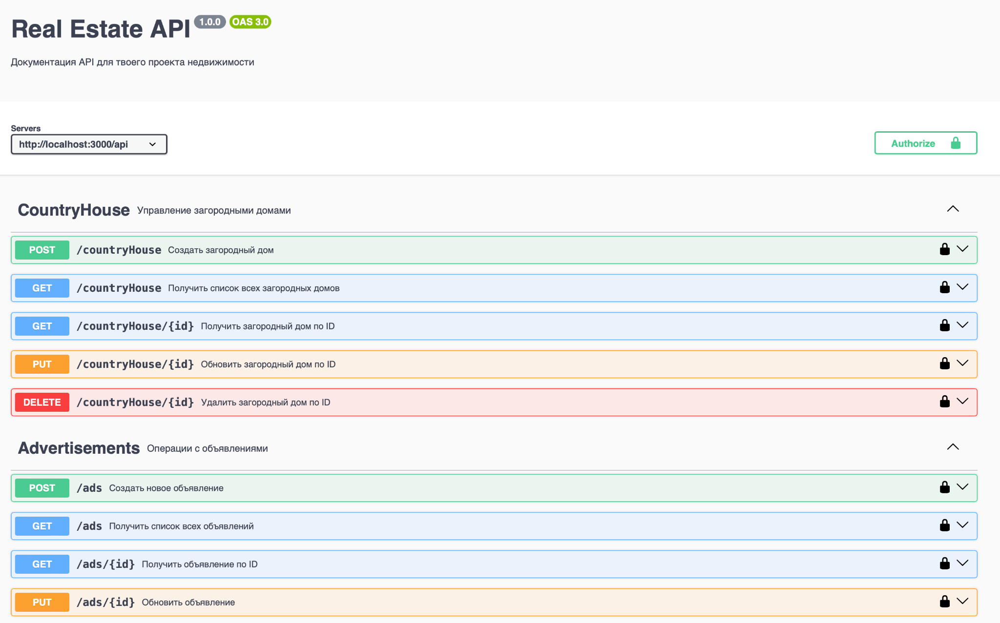 Real Estate API 1.0.0 OAS 3.0
Документация API для твоего проекта недвижимости
Servers
http://localhost:3000/api
Authorize
CountryHouse Управление загородными домами
POST /countryHouse Создать загородный дом
GET /countryHouse Получить список всех загородных домов
GET /countryHouse/{id} Получить загородный дом по ID
PUT /countryHouse/{id} Обновить загородный дом по ID
DELETE /countryHouse/{id} Удалить загородный дом по ID
Advertisements Операции с объявлениями
POST /ads Создать новое объявление
GET /ads Получить список всех объявлений
GET /ads/{id} Получить объявление по ID
PUT /ads/{id} Обновить объявление